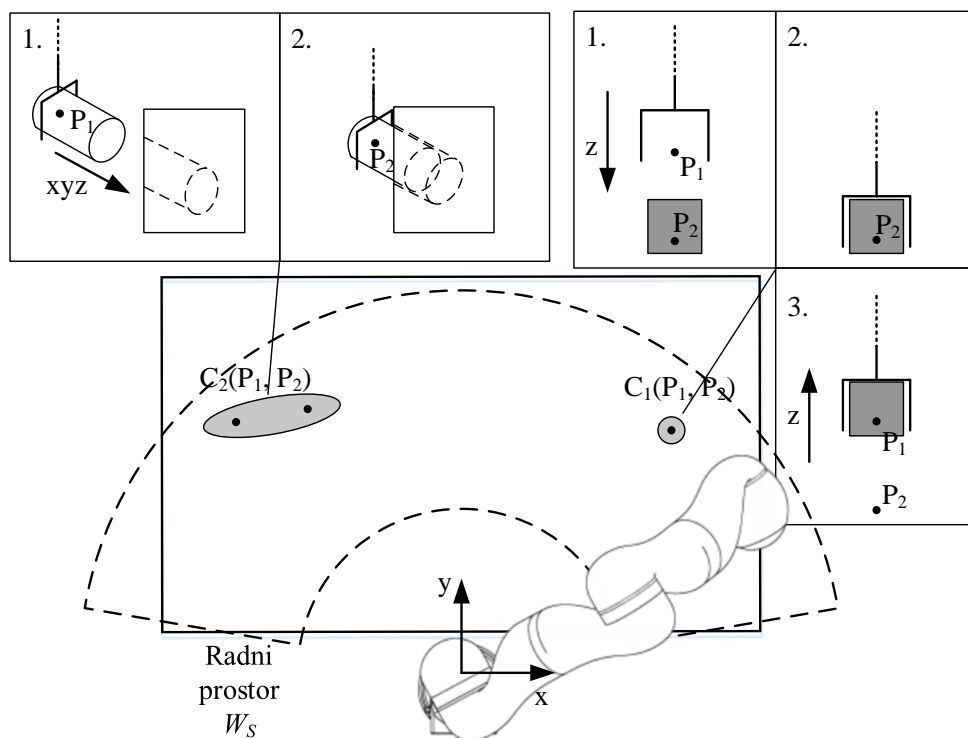 1.
P₁
xyz
2.
P₂
1.
z
P₁
P₂
2.
P₂
3.
z
P₁
P₂
C₂(P₁, P₂)
C₁(P₁, P₂)
y
x
Radni
prostor
W_S